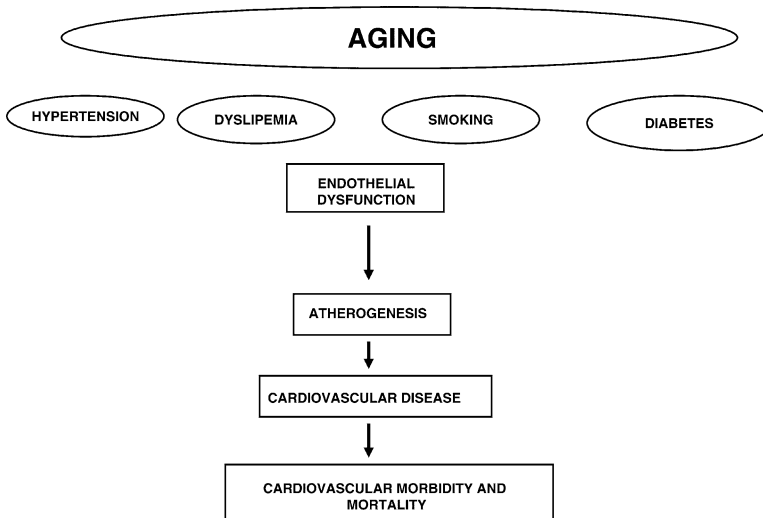 AGING
HYPERTENSION
DYSLIPEMIA
SMOKING
DIABETES
ENDOTHELIAL
DYSFUNCTION
ATHEROGENESIS
CARDIOVASCULAR DISEASE
CARDIOVASCULAR MORBIDITY AND
MORTALITY